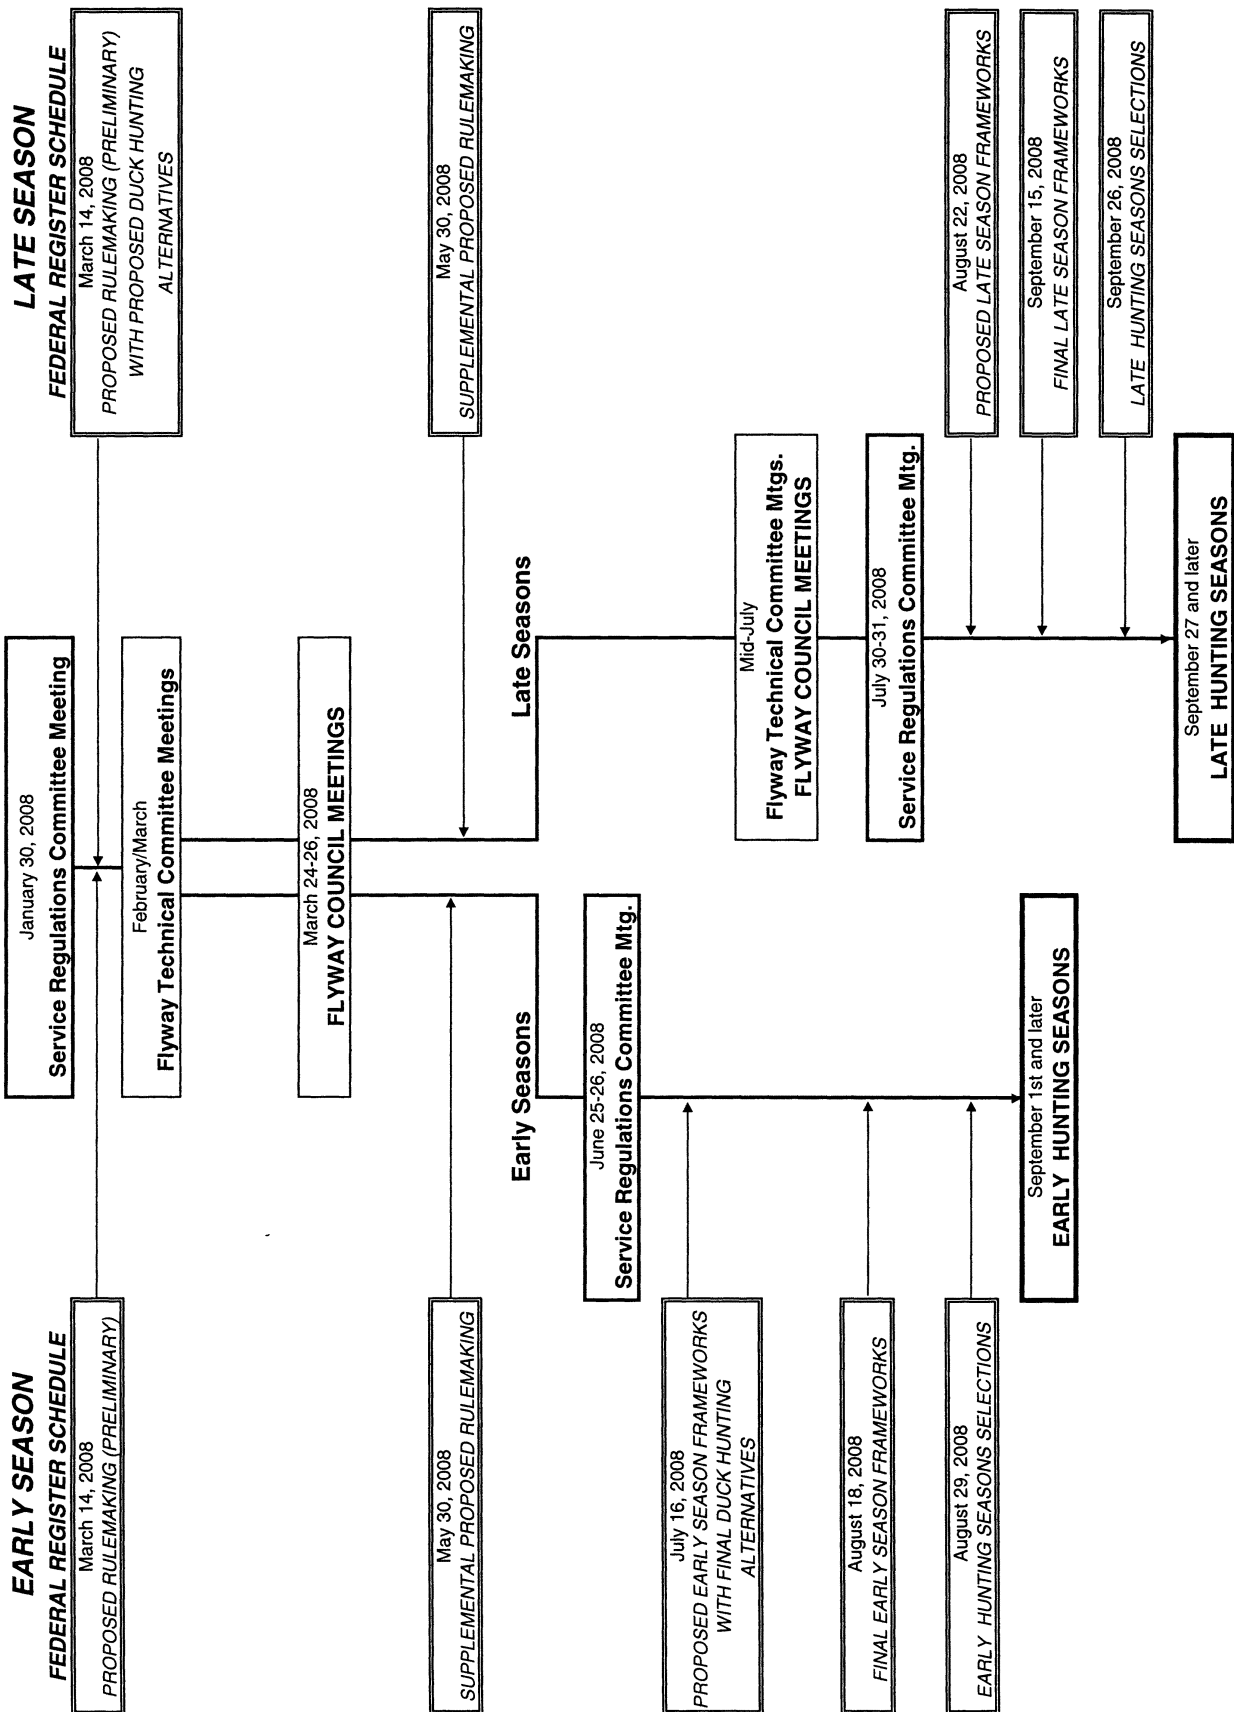 EARLY SEASON
FEDERAL REGISTER SCHEDULE
March 14, 2008
PROPOSED RULEMAKING (PRELIMINARY)
May 30, 2008
SUPPLEMENTAL PROPOSED RULEMAKING
July 16, 2008
PROPOSED EARLY SEASON FRAMEWORKS
WITH FINAL DUCK HUNTING
ALTERNATIVES
August 18, 2008
FINAL EARLY SEASON FRAMEWORKS
August 29, 2008
EARLY HUNTING SEASONS SELECTIONS
January 30, 2008
Service Regulations Committee Meeting
February/March
Flyway Technical Committee Meetings
March 24-26, 2008
FLYWAY COUNCIL MEETINGS
Early Seasons
June 25-26, 2008
Service Regulations Committee Mtg.
September 1st and later
EARLY HUNTING SEASONS
Late Seasons
Mid-July
Flyway Technical Committee Mtgs.
FLYWAY COUNCIL MEETINGS
July 30-31, 2008
Service Regulations Committee Mtg.
September 27 and later
LATE HUNTING SEASONS
LATE SEASON
FEDERAL REGISTER SCHEDULE
March 14, 2008
PROPOSED RULEMAKING (PRELIMINARY)
WITH PROPOSED DUCK HUNTING
ALTERNATIVES
May 30, 2008
SUPPLEMENTAL PROPOSED RULEMAKING
August 22, 2008
PROPOSED LATE SEASON FRAMEWORKS
September 15, 2008
FINAL LATE SEASON FRAMEWORKS
September 26, 2008
LATE HUNTING SEASONS SELECTIONS